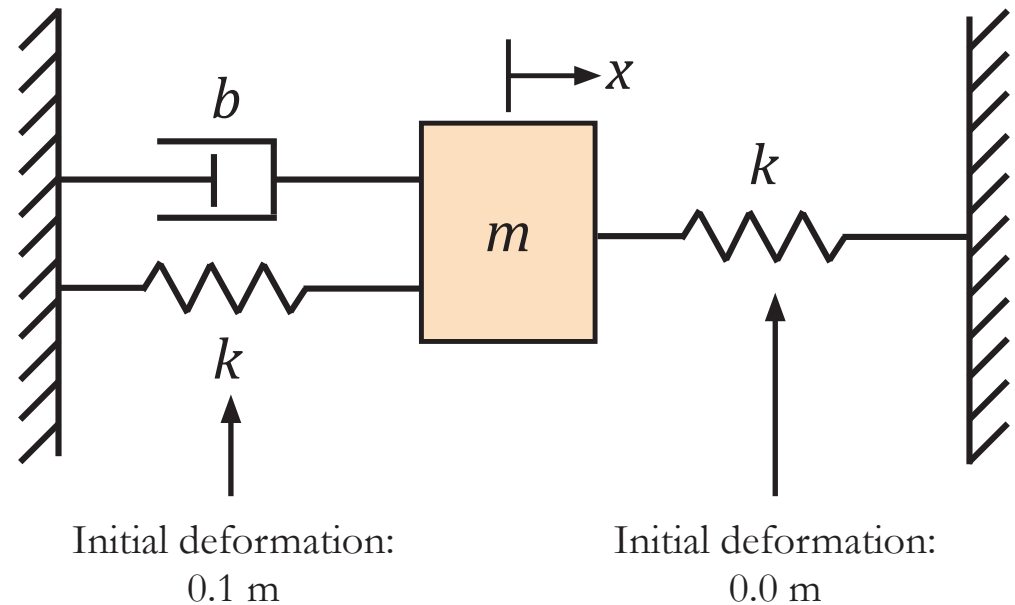 b
x
k
m
k
Initial deformation:
0.1 m
Initial deformation:
0.0 m